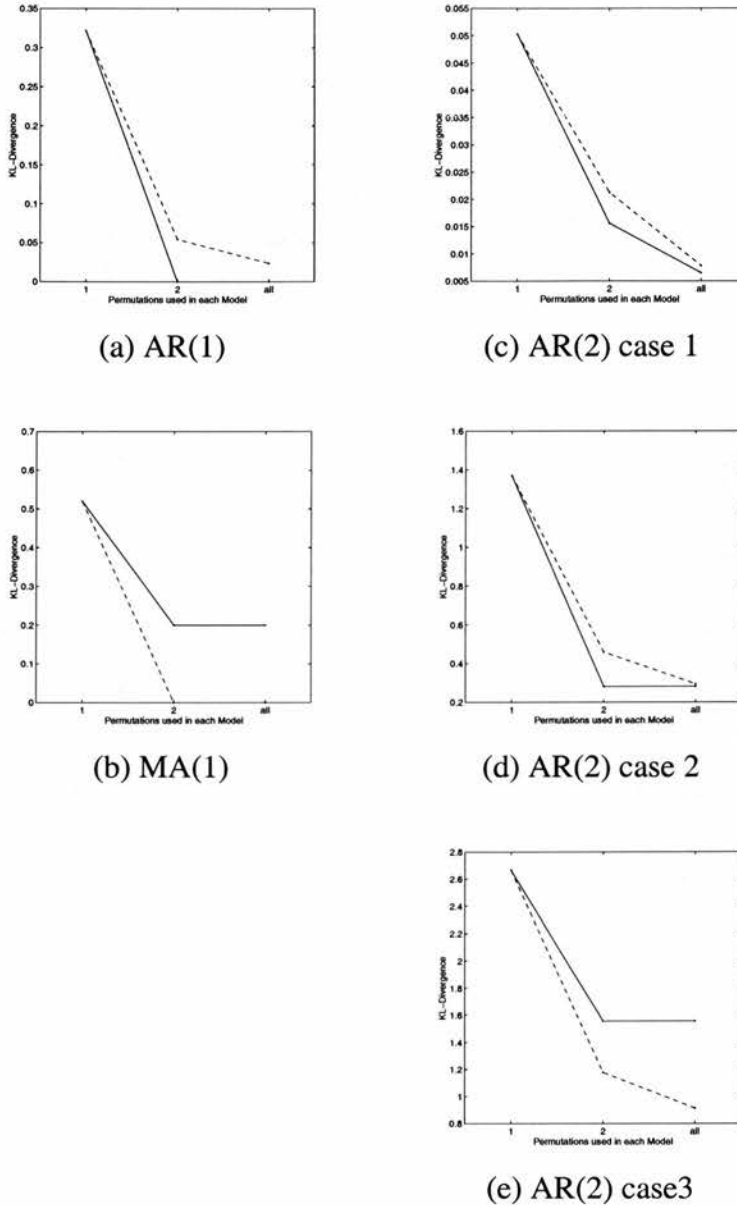 0.35
0.3
0.25
0.2
0.15
0.1
0.05
0
KL-Divergence
1 2 all
Permutations used in each Model
(a) AR(1)
0.055
0.05
0.045
0.04
0.035
0.03
0.025
0.02
0.015
0.01
0.005
KL-Divergence
1 2 all
Permutations used in each Model
(c) AR(2) case 1
0.7
0.6
0.5
0.4
0.3
0.2
0.1
0
KL-Divergence
1 2 all
Permutations used in each Model
(b) MA(1)
1.6
1.4
1.2
1
0.8
0.6
0.4
0.2
KL-Divergence
1 2 all
Permutations used in each Model
(d) AR(2) case 2
2.8
2.6
2.4
2.2
2
1.8
1.6
1.4
1.2
1
0.8
KL-Divergence
1 2 all
Permutations used in each Model
(e) AR(2) case3